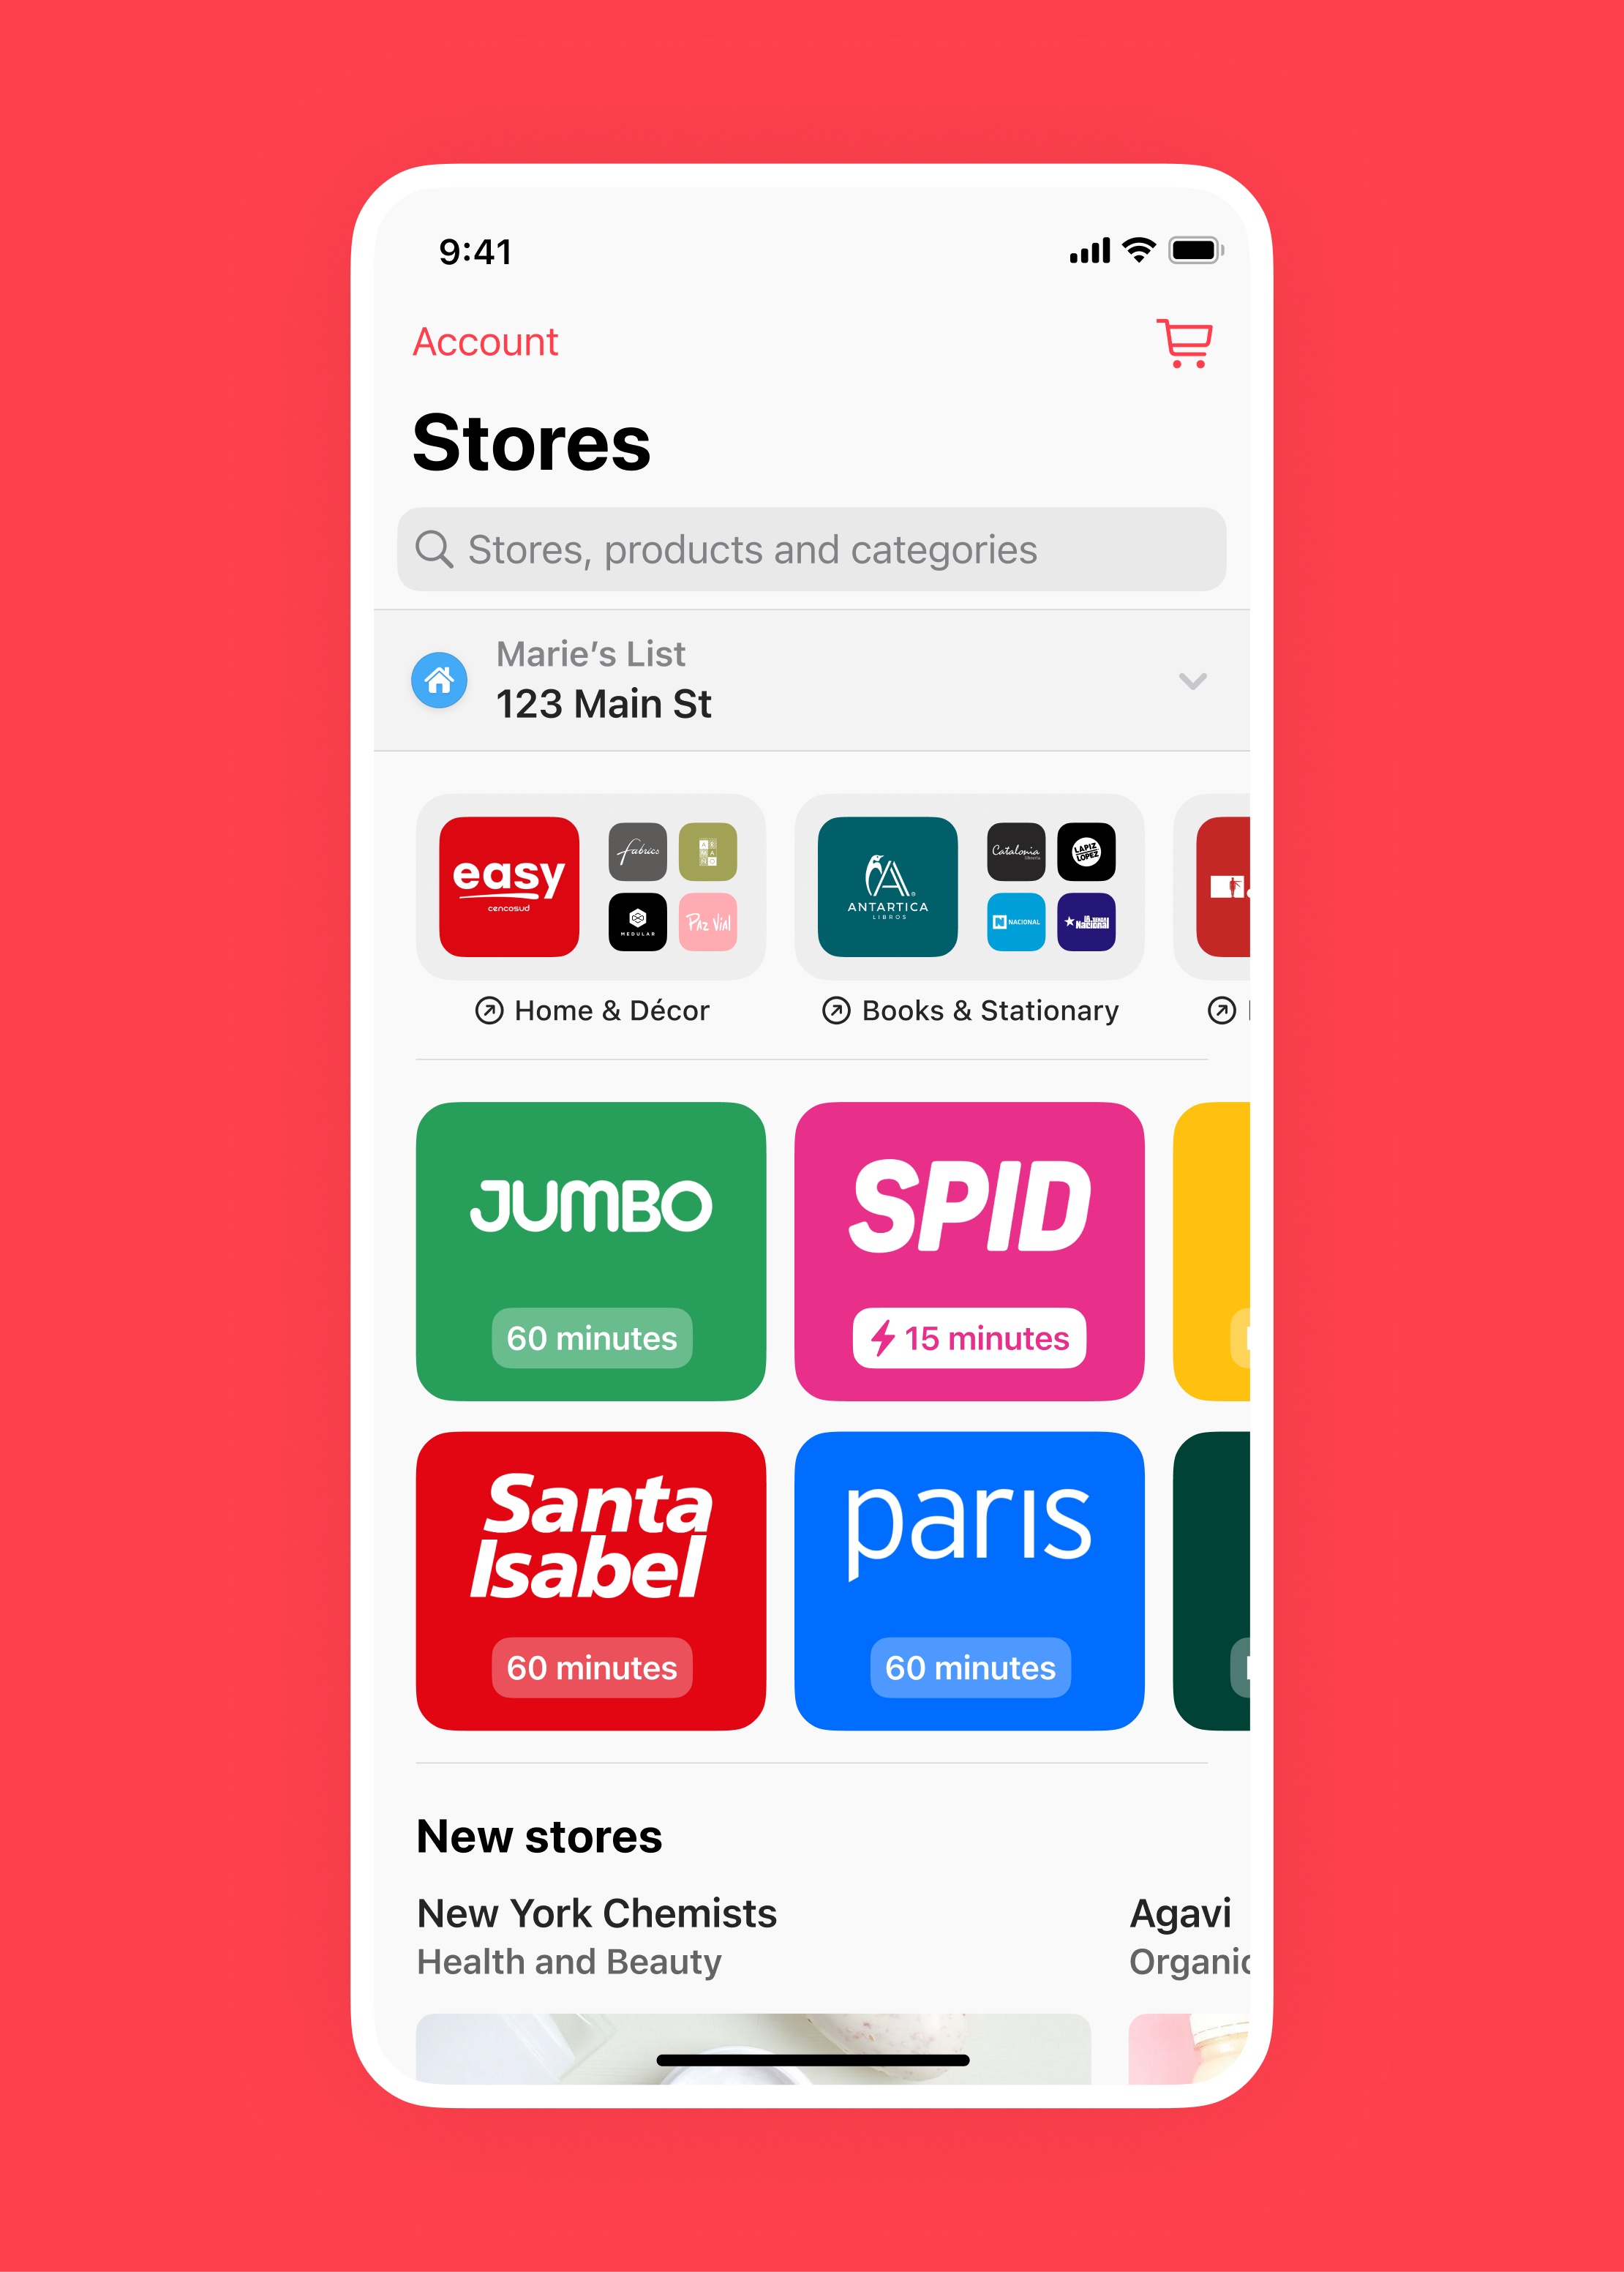 9:41
Account
Stores
Stores, products and categories
Marie’s List
123 Main St
easy
cencosud
Fabrics
MEDULAR
Paz Vial
ANTARTICA
LIBROS
Catalonia
LAPIZ
LOPEZ
NACIONAL
Nacional
Home & Décor
Books & Stationary
JUMBO
60 minutes
SPID
15 minutes
Santa
Isabel
60 minutes
paris
60 minutes
New stores
New York Chemists
Health and Beauty
Agavi
Organic